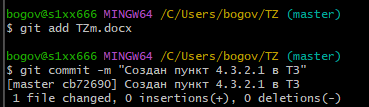 bogov@s1xx666 MINGW64 /C/Users/bogov/TZ (master)
$ git add TZm.docx
bogov@s1xx666 MINGW64 /C/Users/bogov/TZ (master)
$ git commit -m "Создан пункт 4.3.2.1 в ТЗ"
[master cb72690] Создан пункт 4.3.2.1 в ТЗ
1 file changed, 0 insertions(+), 0 deletions(-)